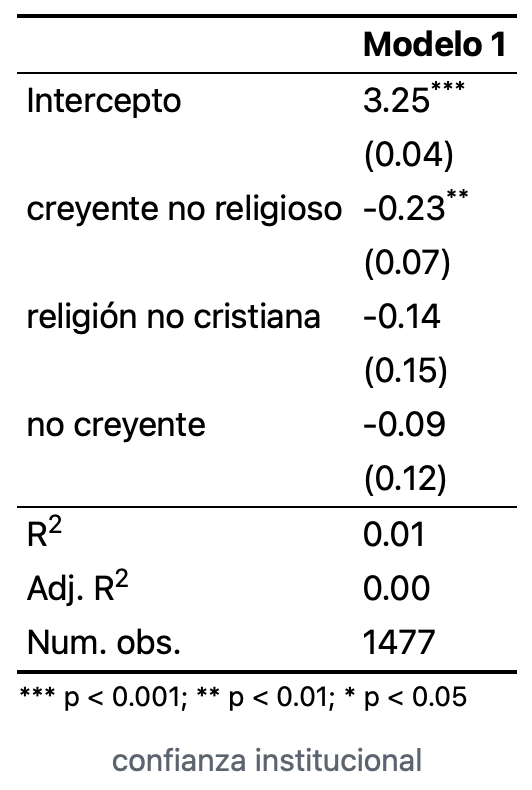 Modelo 1
Intercepto 3.25***
(0.04)
creyente no religioso -0.23**
(0.07)
religión no cristiana -0.14
(0.15)
no creyente -0.09
(0.12)
R2 0.01
Adj. R2 0.00
Num. obs. 1477
*** p < 0.001; ** p < 0.01; * p < 0.05
confianza institucional